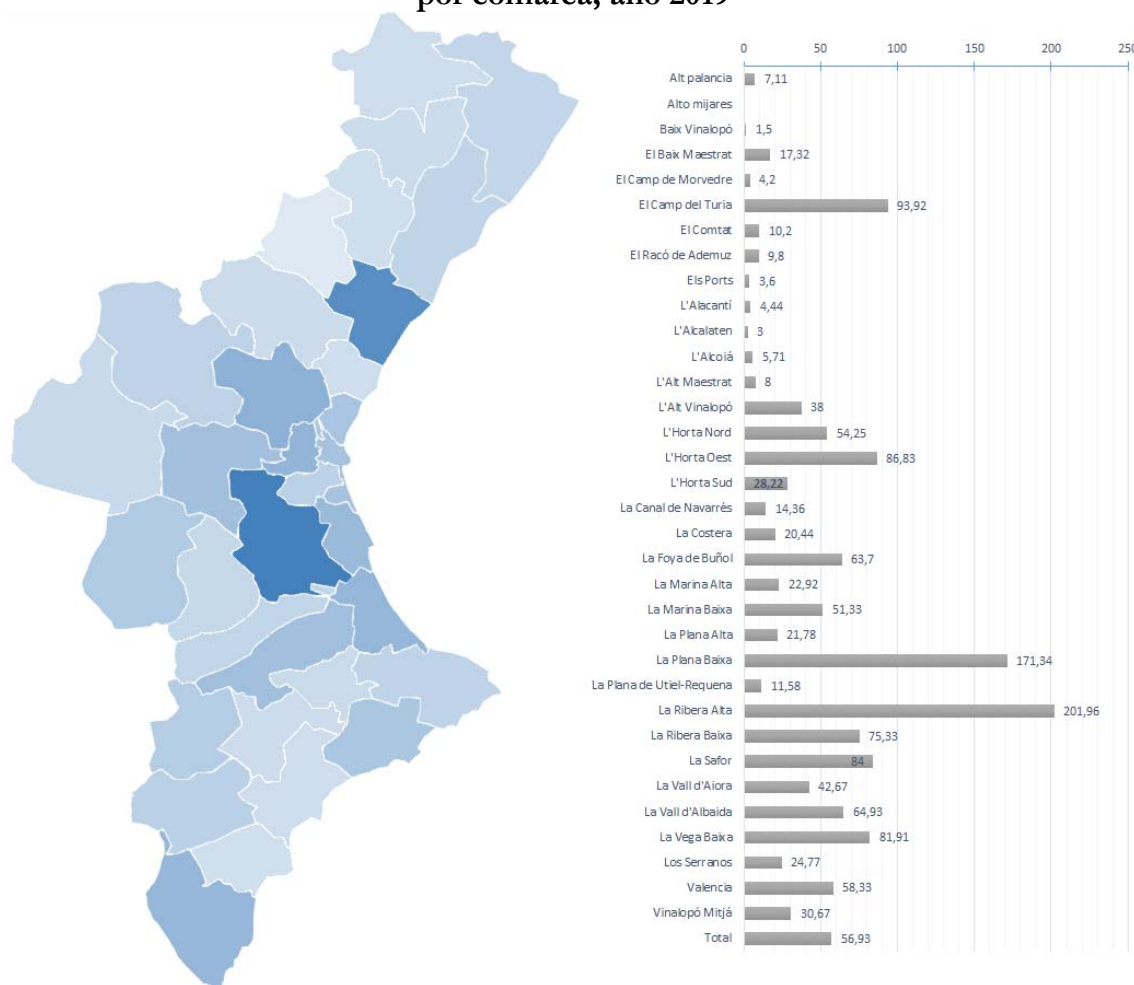 por comarca, año 2019
0 50 100 150 200 250
Alt palancia 7,11
Alto mijares
Baix Vinalopó 1,5
El Baix Maestrat 17,32
El Camp de Morvedre 4,2
El Camp del Turia 93,92
El Comtat 10,2
El Racó de Ademuz 9,8
Els Ports 3,6
L'Alacantí 4,44
L'Alcalaten 3
L'Alcoiá 5,71
L'Alt Maestrat 8
L'Alt Vinalopó 38
L'Horta Nord 54,25
L'Horta Oest 86,83
L'Horta Sud 28,22
La Canal de Navarrés 14,36
La Costera 20,44
La Foya de Buñol 63,7
La Marina Alta 22,92
La Marina Baixa 51,33
La Plana Alta 21,78
La Plana Baixa 171,34
La Plana de Utiel-Requena 11,58
La Ribera Alta 201,96
La Ribera Baixa 75,33
La Safor 84
La Vall d'Aiora 42,67
La Vall d'Albaida 64,93
La Vega Baixa 81,91
Los Serranos 24,77
Valencia 58,33
Vinalopó Mitjá 30,67
Total 56,93